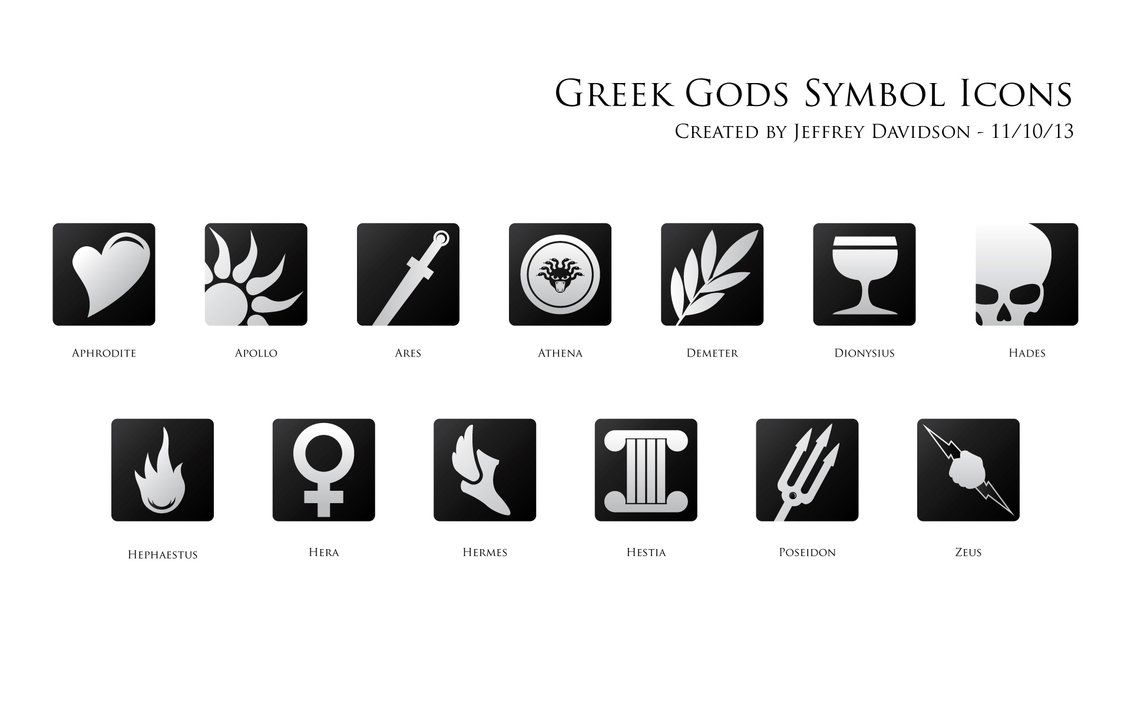 Greek Gods Symbol Icons
Created by Jeffrey Davidson - 11/10/13
Aphrodite Apollo Ares Athena Demeter Dionysius Hades
Hephaestus Hera Hermes Hestia Poseidon Zeus